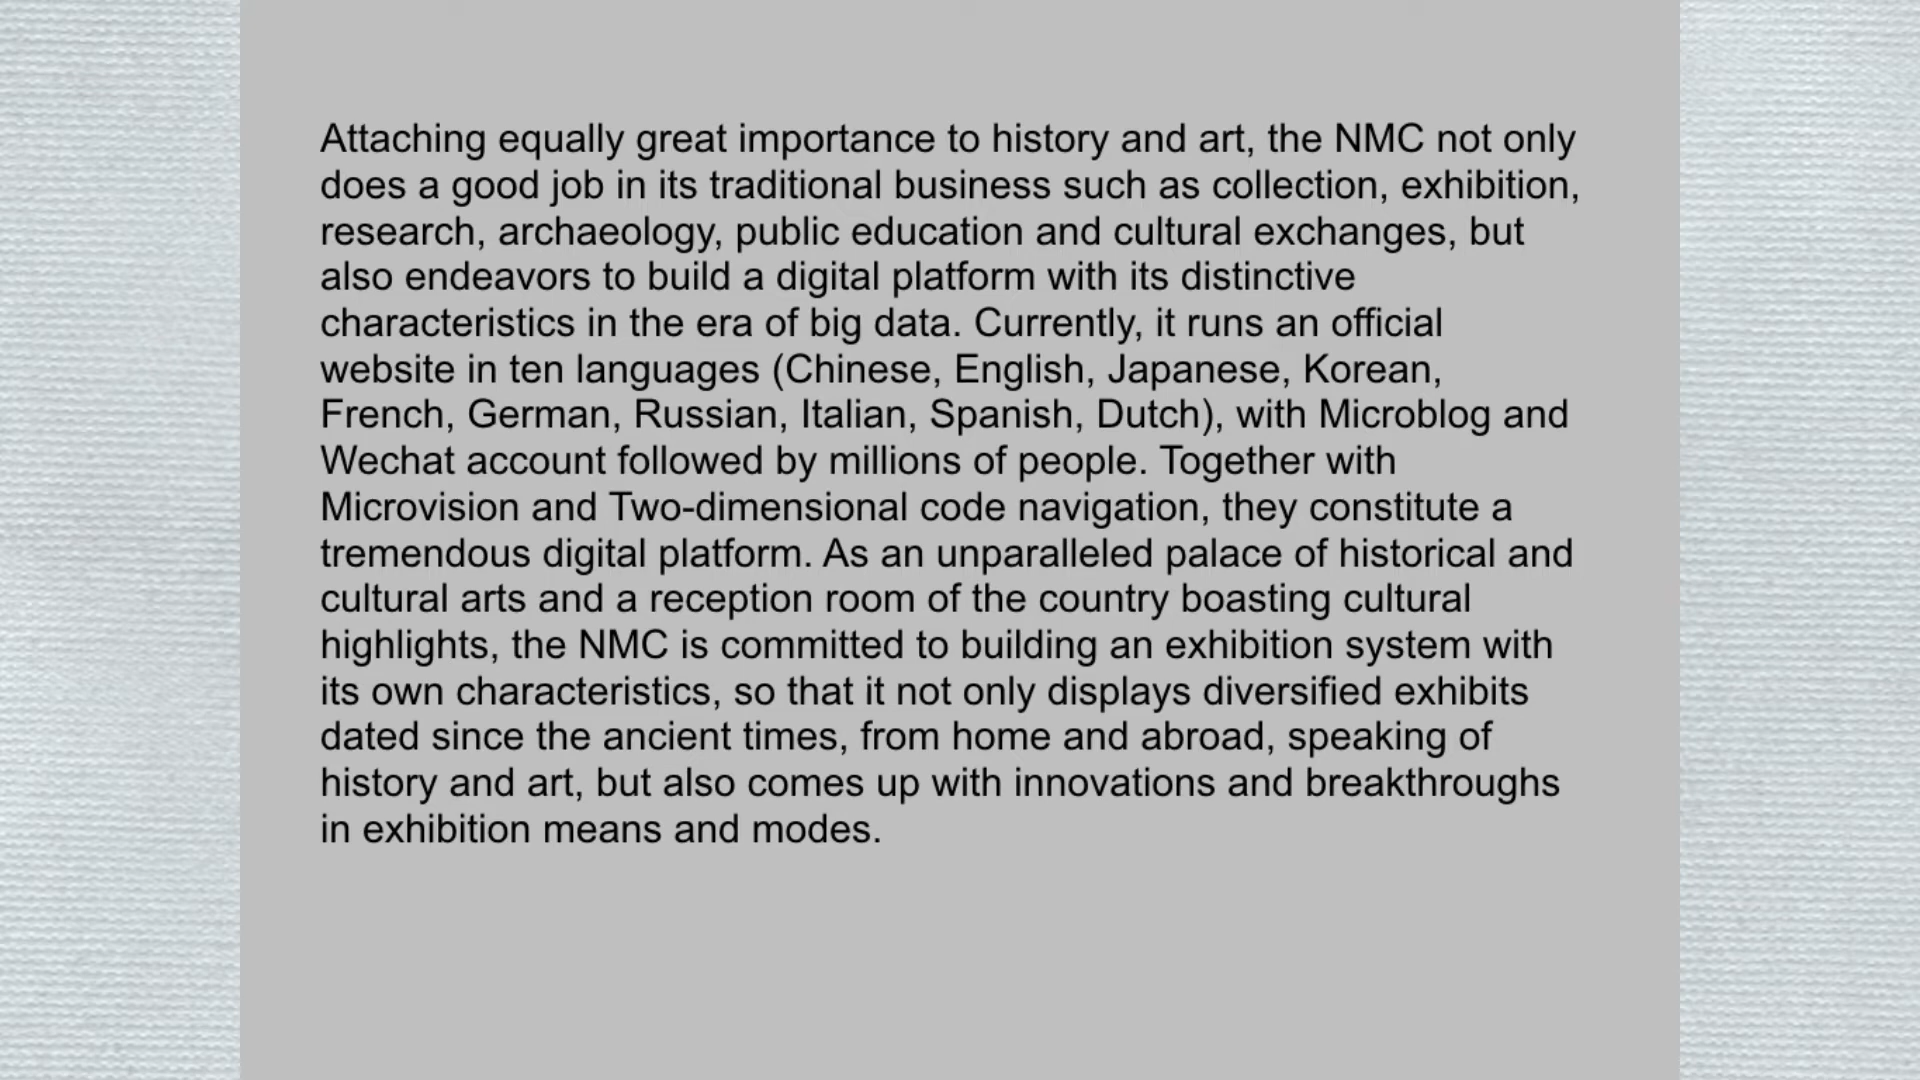 Attaching equally great importance to history and art, the NMC not only
does a good job in its traditional business such as collection, exhibition,
research, archaeology, public education and cultural exchanges, but
also endeavors to build a digital platform with its distinctive
characteristics in the era of big data. Currently, it runs an official
website in ten languages (Chinese, English, Japanese, Korean,
French, German, Russian, Italian, Spanish, Dutch), with Microblog and
Wechat account followed by millions of people. Together with
Microvision and Two-dimensional code navigation, they constitute a
tremendous digital platform. As an unparalleled palace of historical and
cultural arts and a reception room of the country boasting cultural
highlights, the NMC is committed to building an exhibition system with
its own characteristics, so that it not only displays diversified exhibits
dated since the ancient times, from home and abroad, speaking of
history and art, but also comes up with innovations and breakthroughs
in exhibition means and modes.